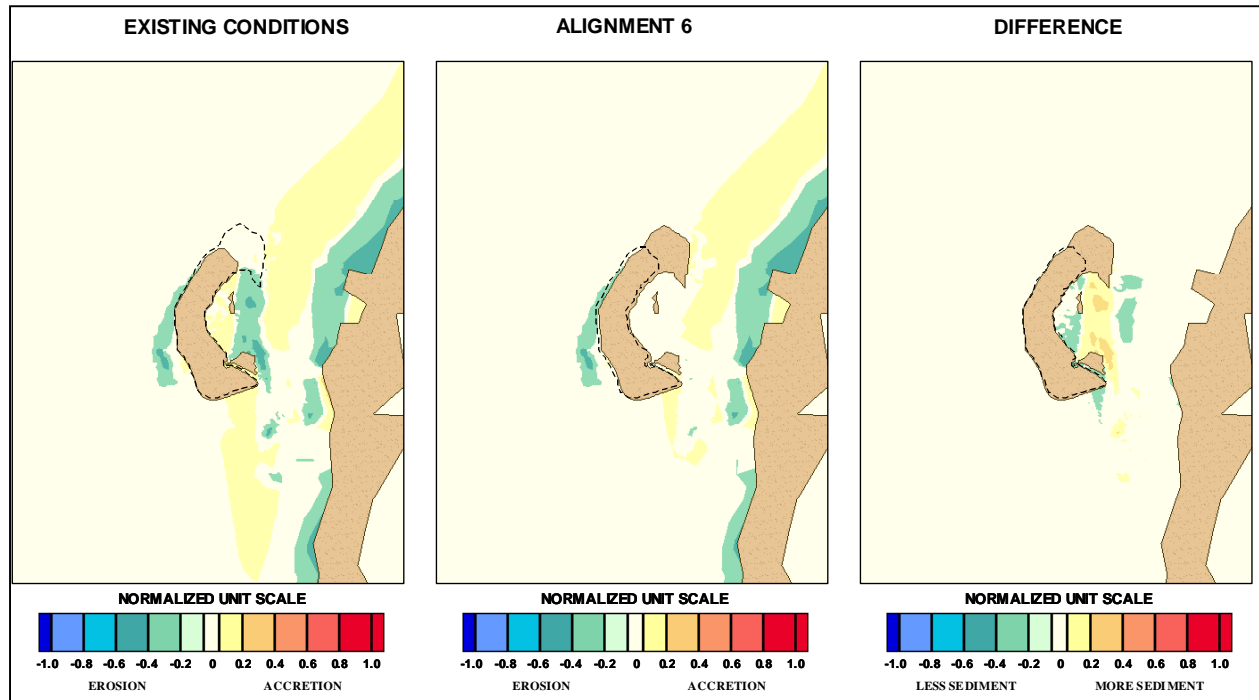 EXISTING CONDITIONS
ALIGNMENT 6
DIFFERENCE
NORMALIZED UNIT SCALE
-1.0 -0.8 -0.6 -0.4 -0.2 0 0.2 0.4 0.6 0.8 1.0
EROSION ACCRETION
NORMALIZED UNIT SCALE
-1.0 -0.8 -0.6 -0.4 -0.2 0 0.2 0.4 0.6 0.8 1.0
EROSION ACCRETION
NORMALIZED UNIT SCALE
-1.0 -0.8 -0.6 -0.4 -0.2 0 0.2 0.4 0.6 0.8 1.0
LESS SEDIMENT MORE SEDIMENT